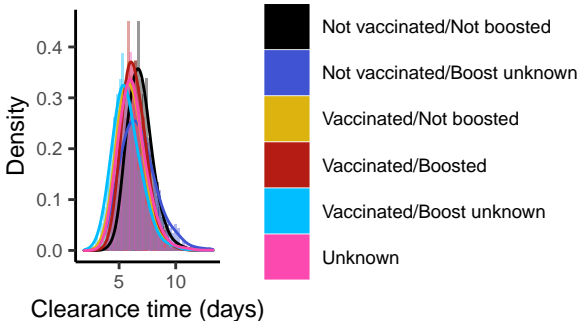 Density
0.4
0.3
0.2
0.1
0.0
5 10
Clearance time (days)
Not vaccinated/Not boosted
Not vaccinated/Boost unknown
Vaccinated/Not boosted
Vaccinated/Boosted
Vaccinated/Boost unknown
Unknown